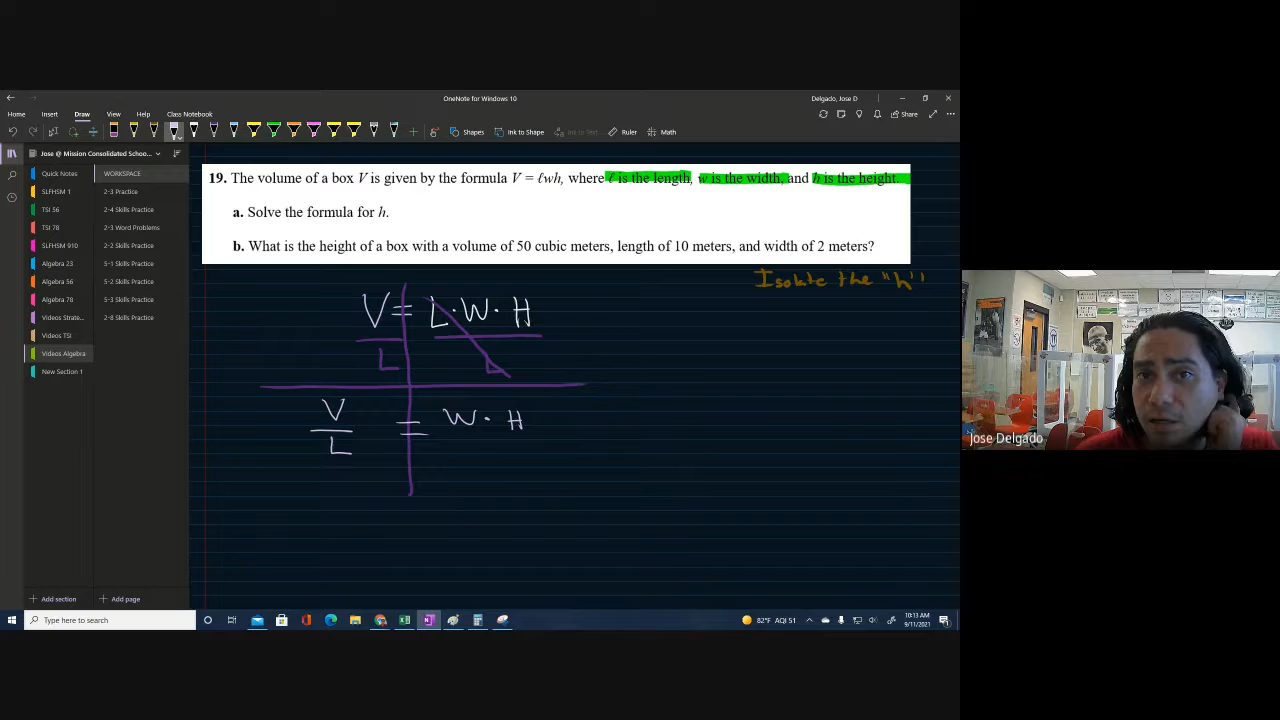 OneNote for Windows 10
Delgado, Jose D
Home Insert Draw View Help Class Notebook
Share
Shapes Ink to Shape Ink to Text Ruler Math
Jose @ Mission Consolidated Schoo...
Quick Notes
SLFHSM 1
TSI 56
TSI 78
SLFHSM 910
Algebra 23
Algebra 56
Algebra 78
Videos Strate...
Videos TSI
Videos Algebra
New Section 1
WORKSPACE
2-3 Practice
2-4 Skills Practice
2-3 Word Problems
2-2 Skills Practice
5-1 Skills Practice
5-2 Skills Practice
5-3 Skills Practice
2-8 Skills Practice
19. The volume of a box V is given by the formula V = ℓwh, where ℓ is the length, w is the width, and h is the height.
a. Solve the formula for h.
b. What is the height of a box with a volume of 50 cubic meters, length of 10 meters, and width of 2 meters?
Isolate the "h"
V = L · W · H
L L
V = W · H
L
Jose Delgado
+ Add section + Add page
Type here to search
82°F AQI 51
10:13 AM
9/11/2021